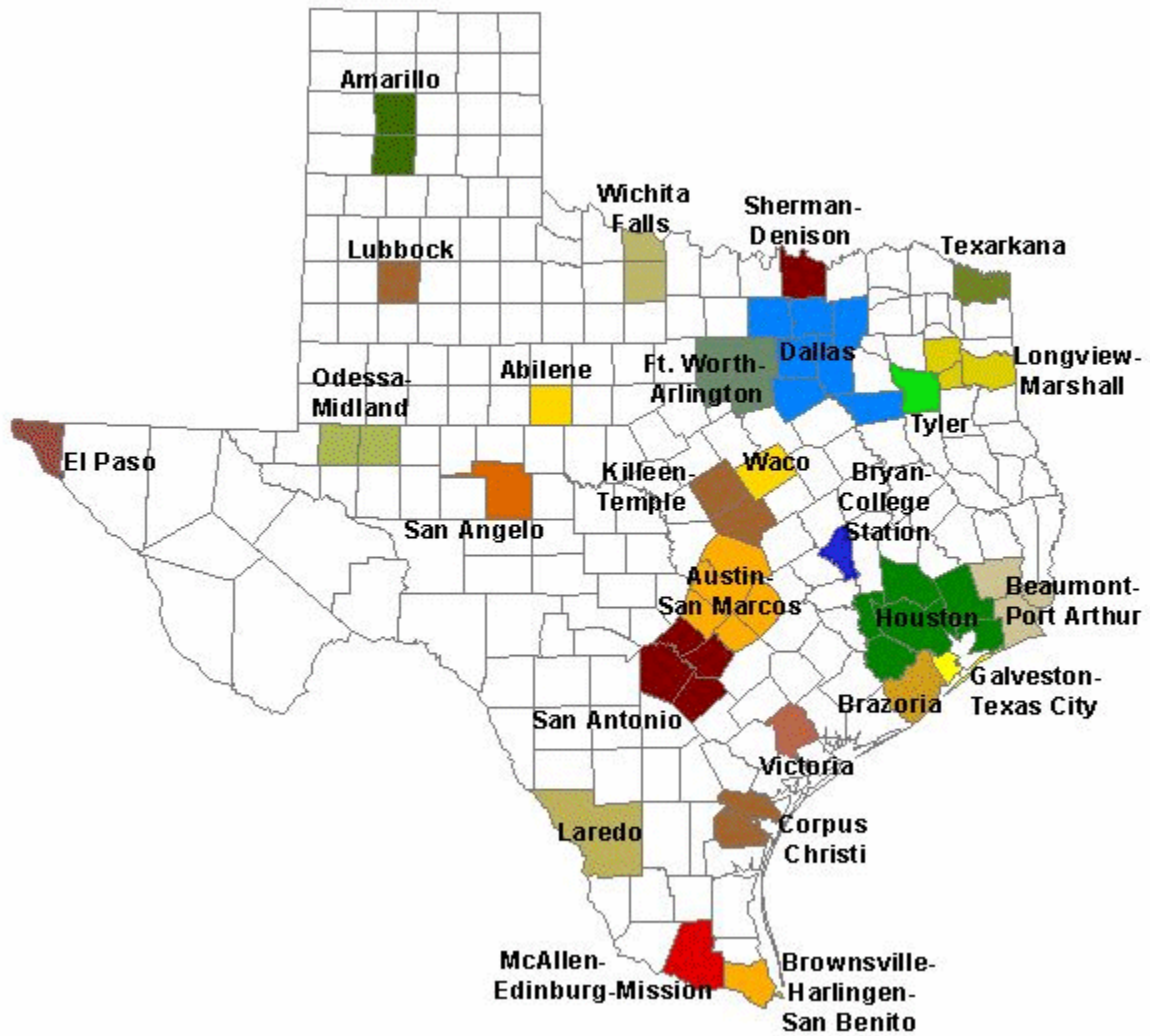 Amarillo
Wichita
Falls
Sherman-
Denison
Texarkana
Lubbock
Dallas
Ft. Worth-
Arlington
Longview-
Marshall
Abilene
Odessa-
Midland
Tyler
El Paso
Waco
Killeen-
Temple
Bryan-
College
Station
San Angelo
Austin-
San Marcos
Beaumont-
Port Arthur
Houston
Galveston-
Texas City
Brazoria
San Antonio
Victoria
Laredo
Corpus
Christi
McAllen-
Edinburg-Mission
Brownsville-
Harlingen-
San Benito